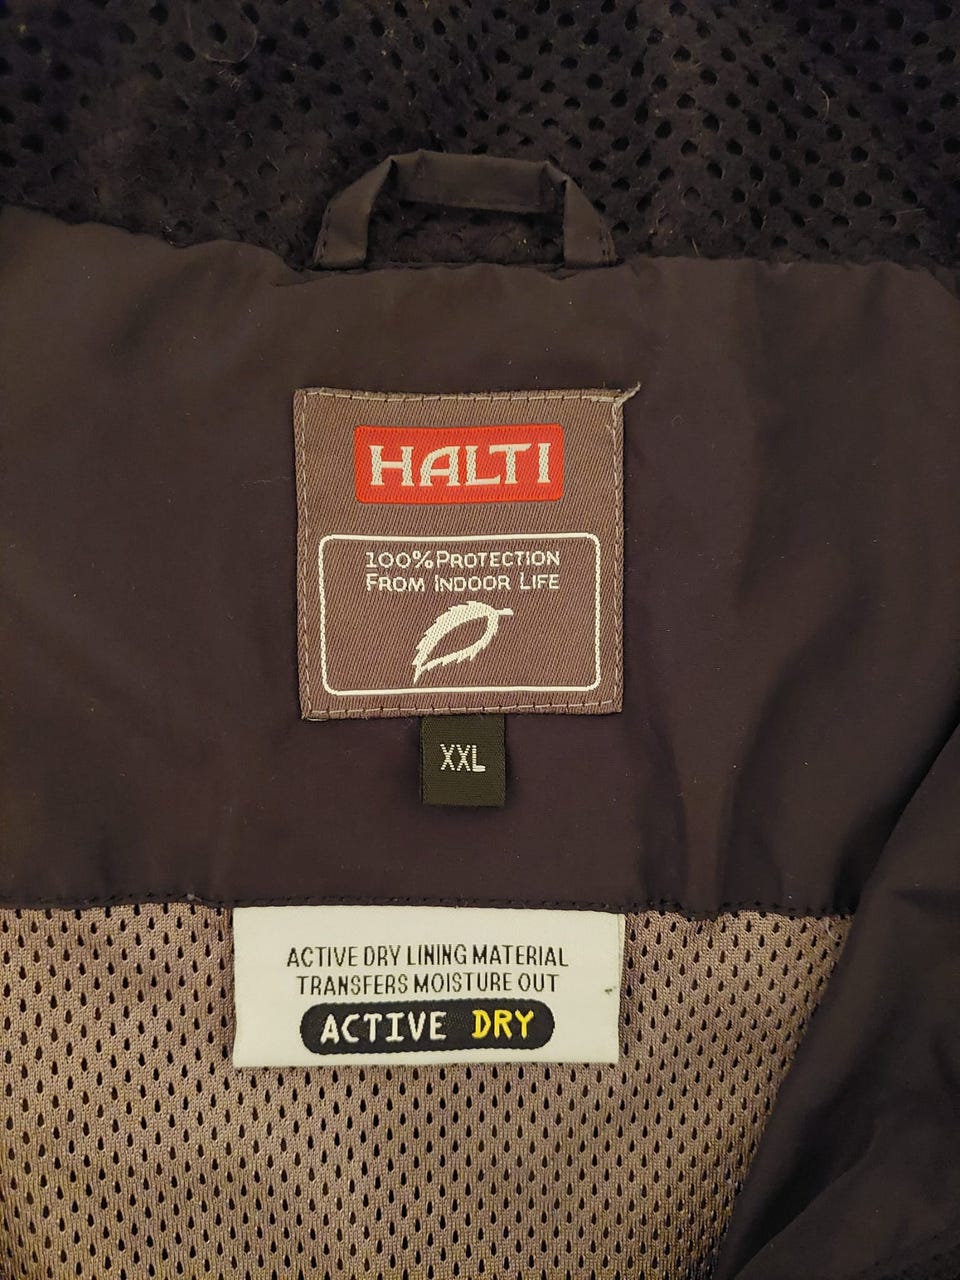 HALTI
100% PROTECTION
FROM INDOOR LIFE
XXL
ACTIVE DRY LINING MATERIAL
TRANSFERS MOISTURE OUT
ACTIVE DRY